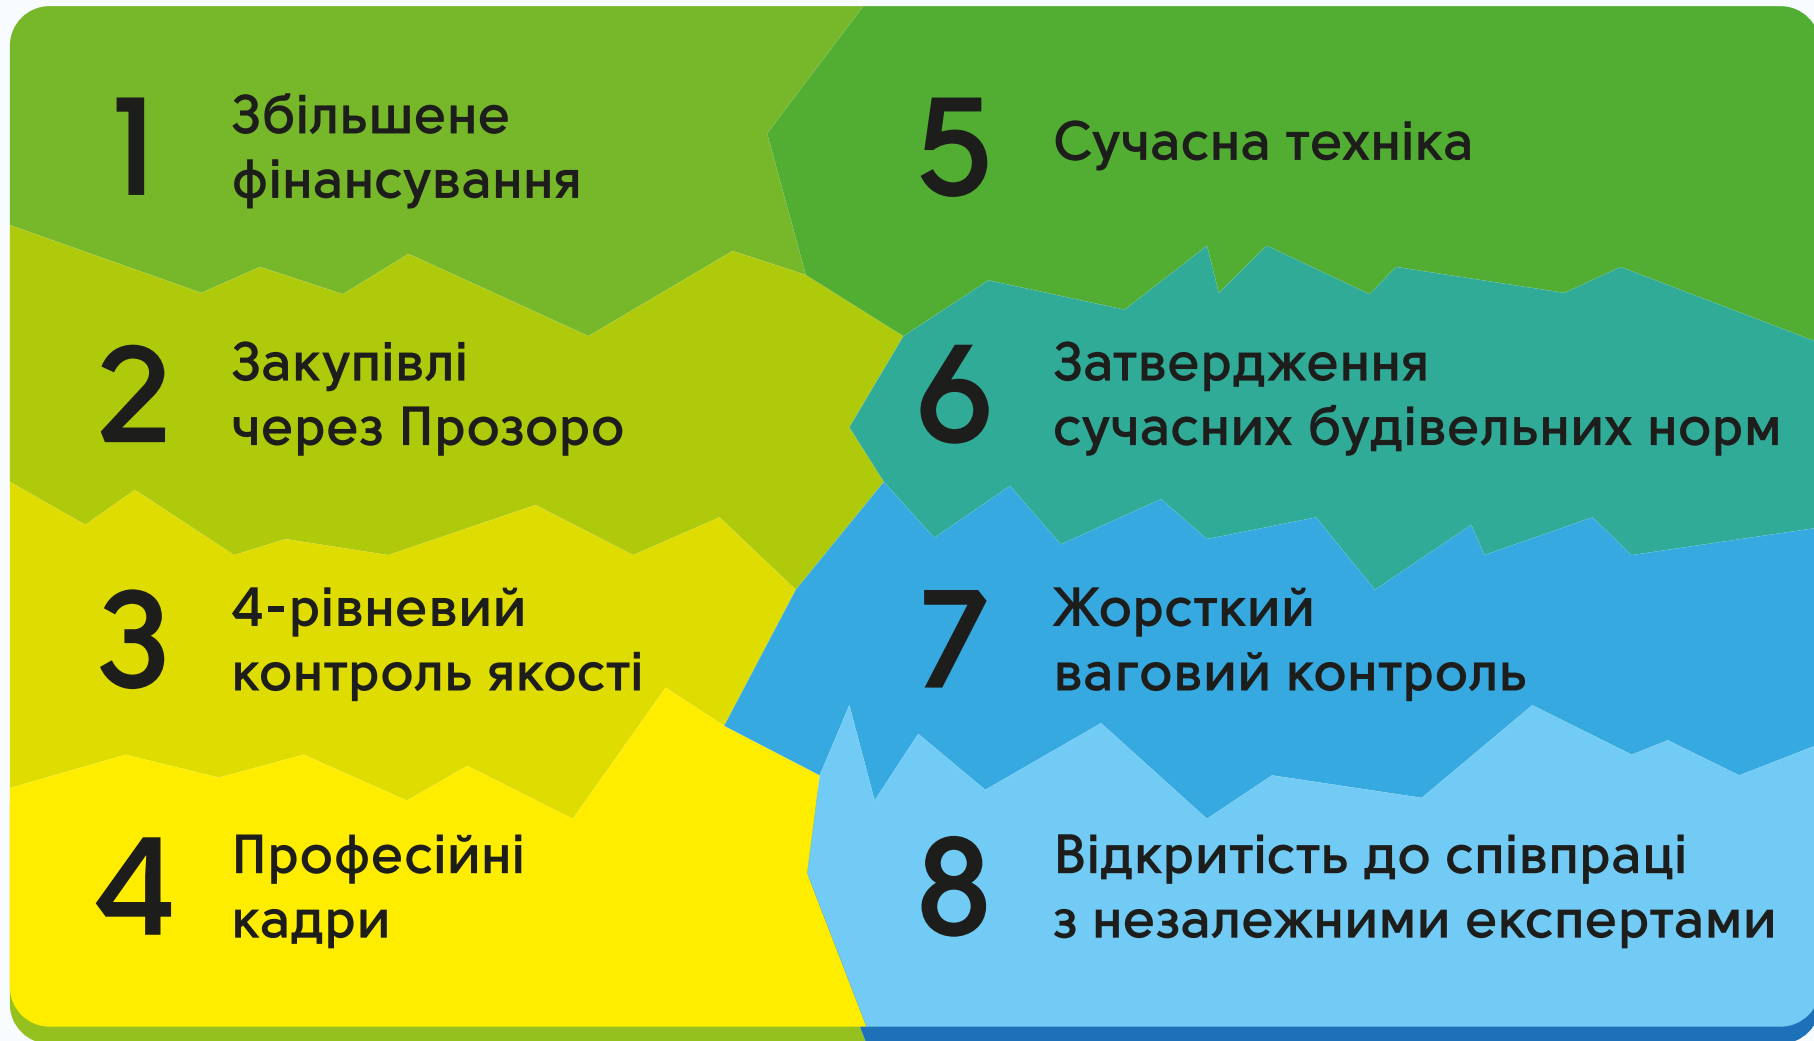 1
Збільшене
фінансування
2
Закупівлі
через Прозоро
3
4-рівневий
контроль якості
4
Професійні
кадри
5
Сучасна техніка
6
Затвердження
сучасних будівельних норм
7
Жорсткий
ваговий контроль
8
Відкритість до співпраці
з незалежними експертами